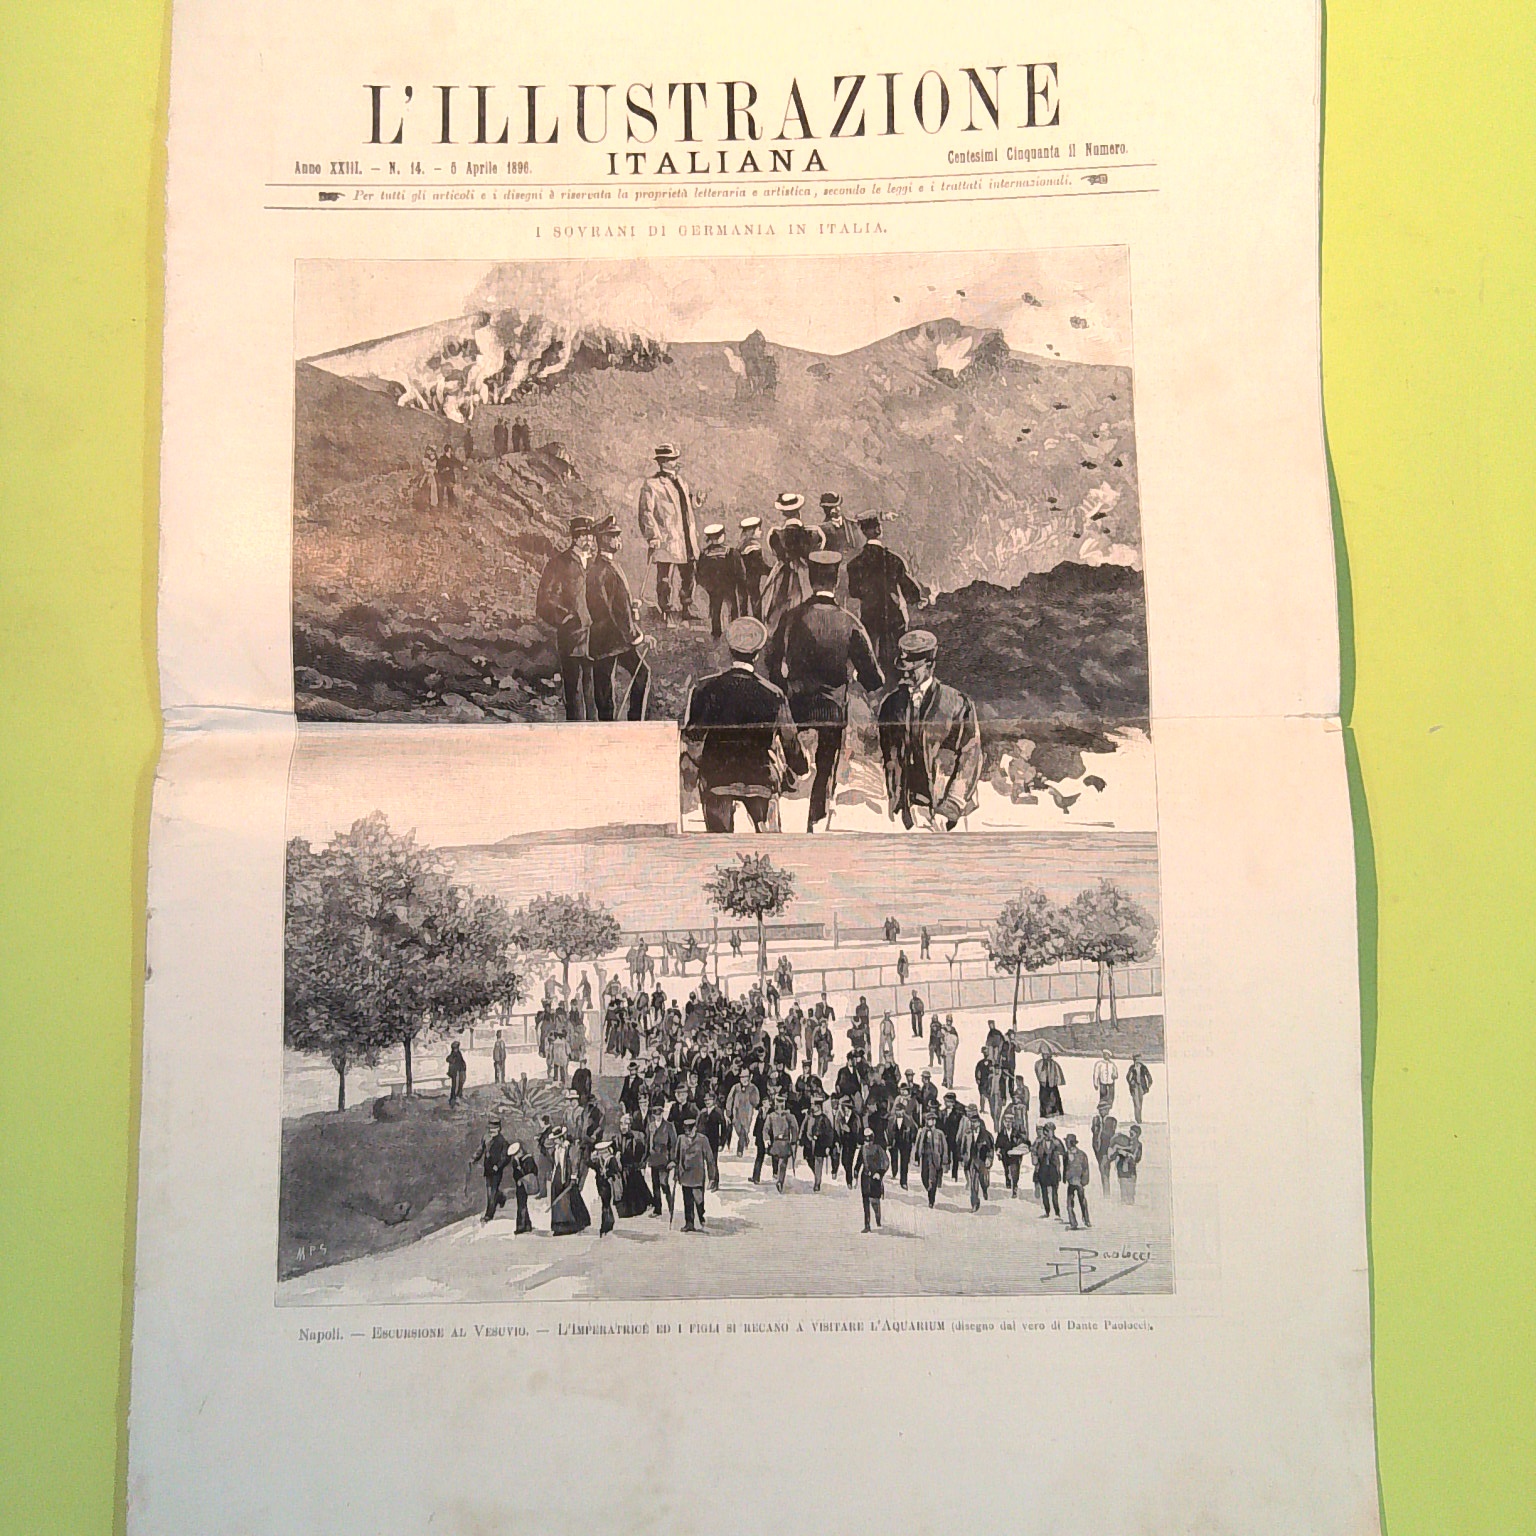 L'ILLUSTRAZIONE
ITALIANA
Anno XXIII. — N. 14. — 5 Aprile 1896.
Centesimi Cinquanta il Numero.
Per tutti gli articoli e i disegni è riservata la proprietà letteraria e artistica, secondo le leggi e i trattati internazionali.
I SOVRANI DI GERMANIA IN ITALIA.
M P S
D Paolocci
Napoli. — ESCURSIONE AL VESUVIO. — L'IMPERATRICE ED I FIGLI SI RECANO A VISITARE L'AQUARIUM (disegno dal vero di Dante Paolocci).